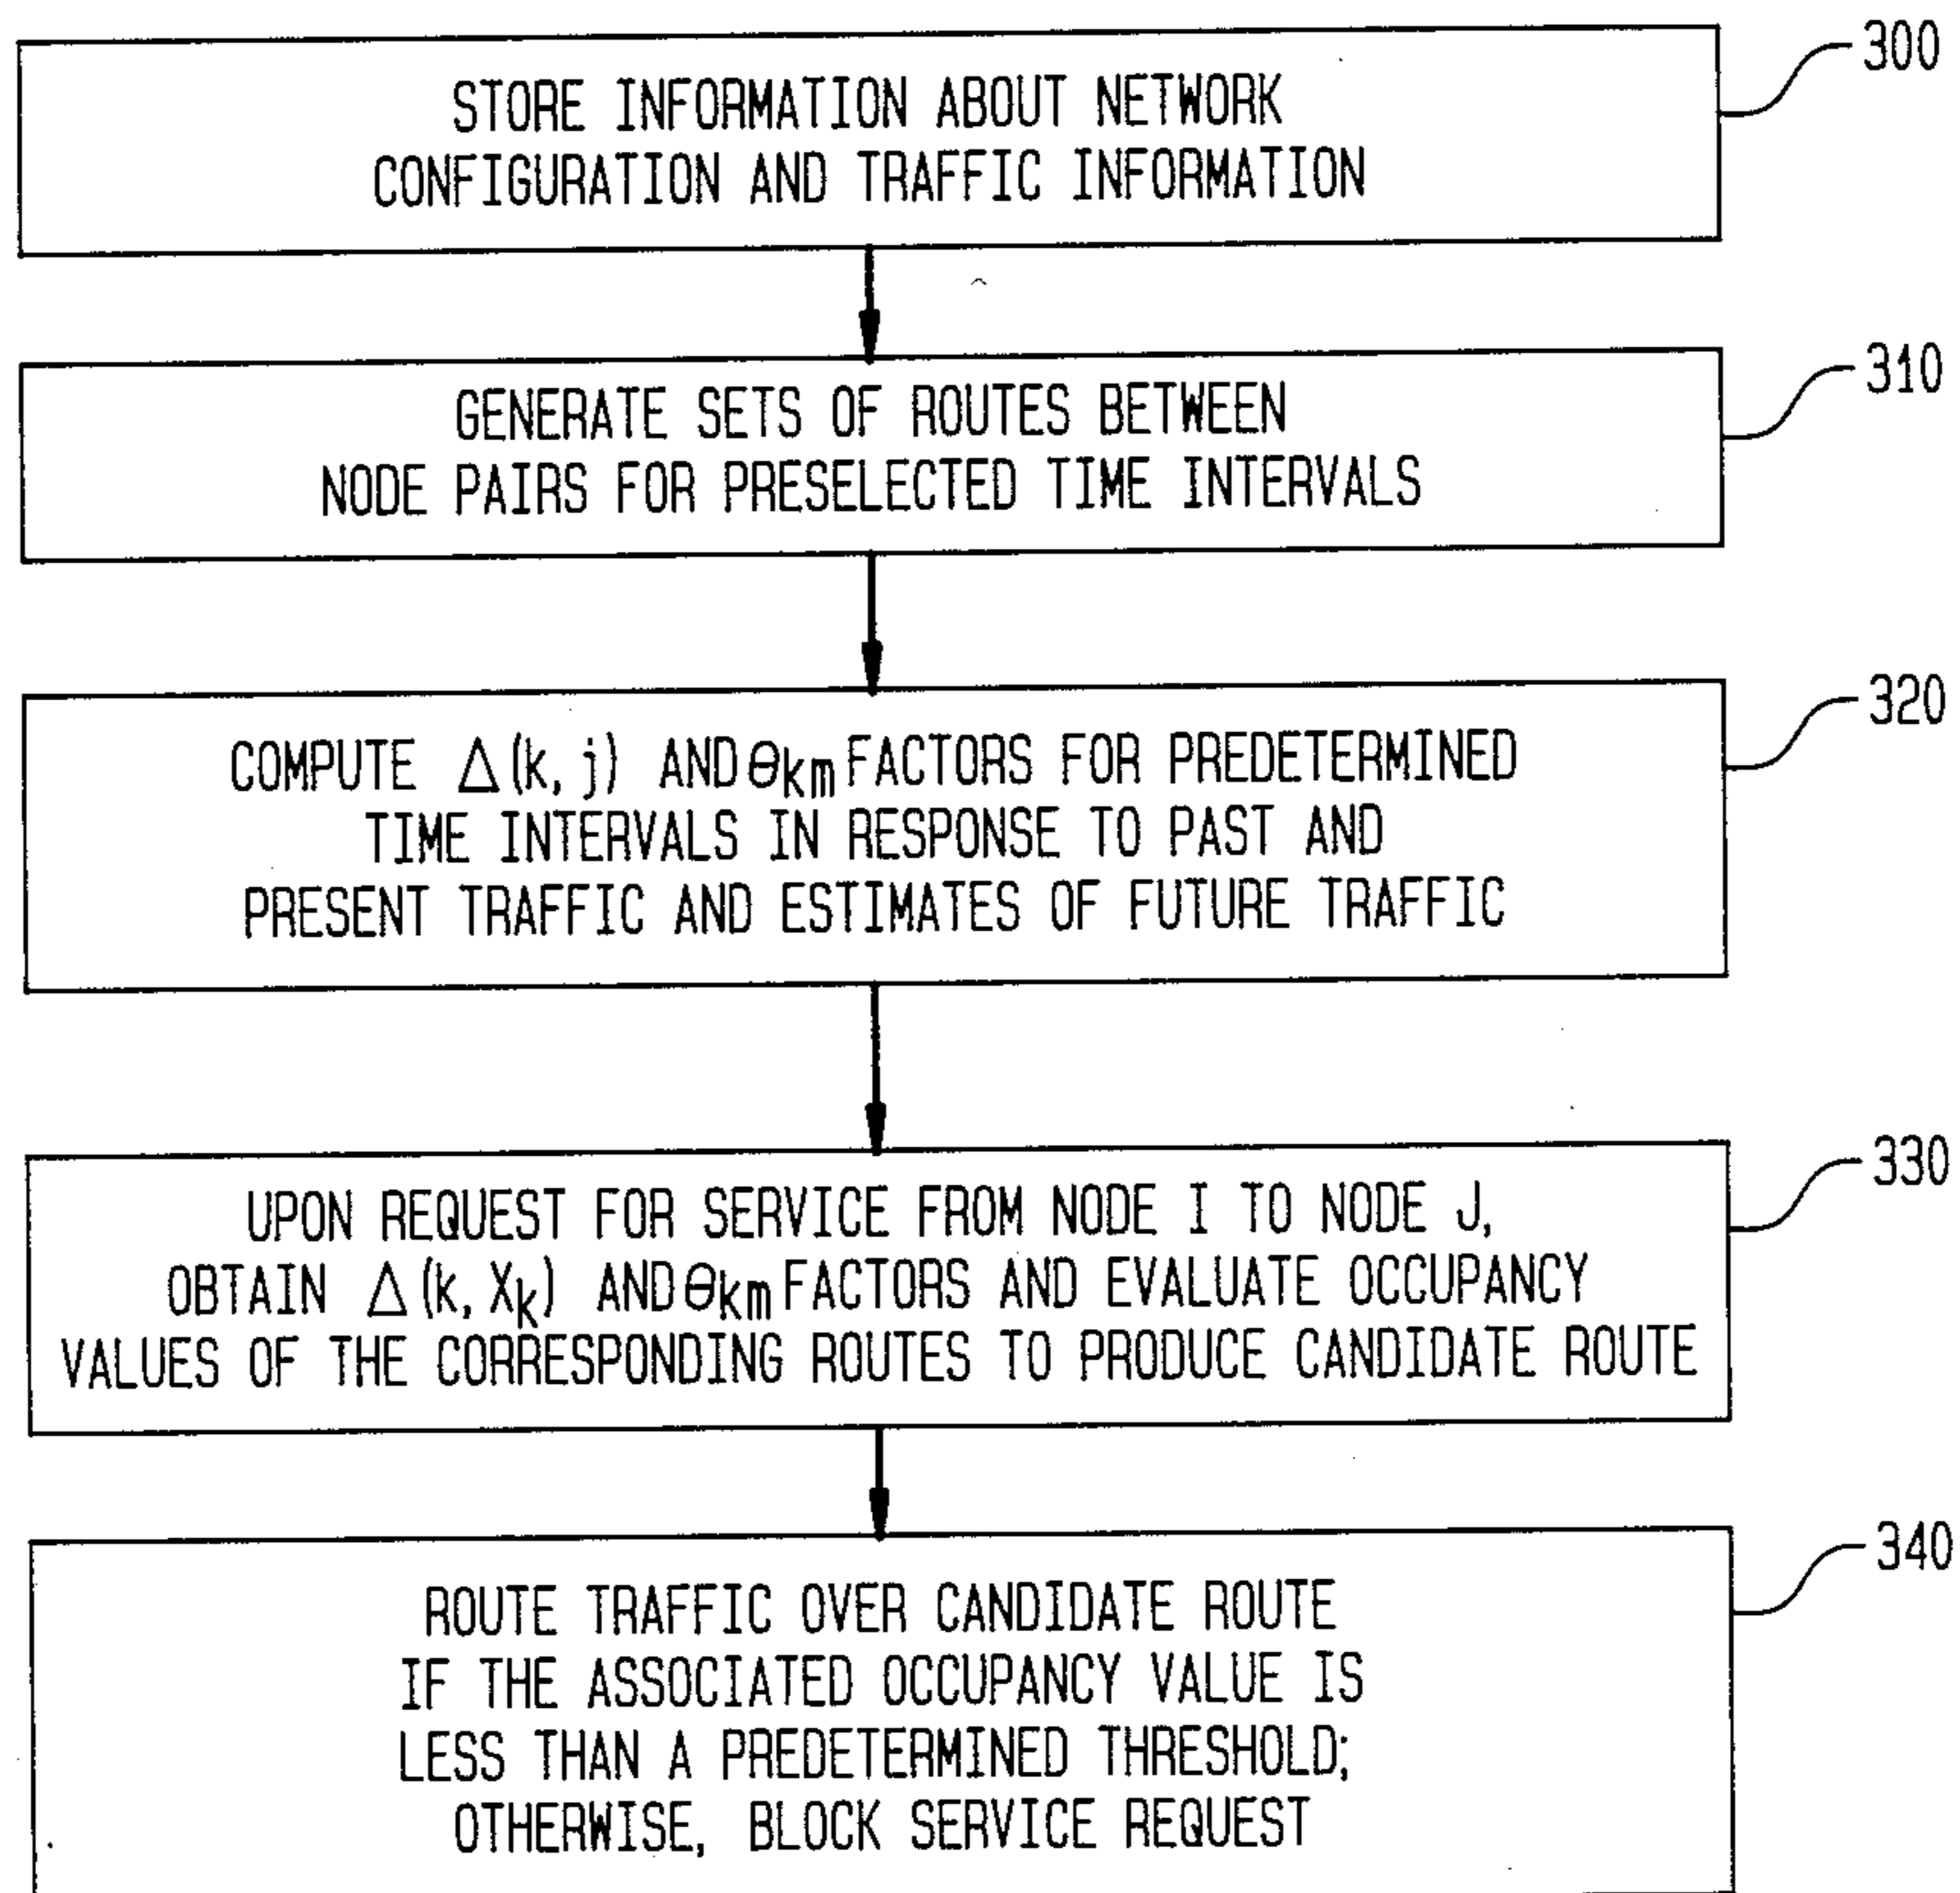 300
STORE INFORMATION ABOUT NETWORK
CONFIGURATION AND TRAFFIC INFORMATION
310
GENERATE SETS OF ROUTES BETWEEN
NODE PAIRS FOR PRESELECTED TIME INTERVALS
320
COMPUTE Δ(k, j) AND θkm FACTORS FOR PREDETERMINED
TIME INTERVALS IN RESPONSE TO PAST AND
PRESENT TRAFFIC AND ESTIMATES OF FUTURE TRAFFIC
330
UPON REQUEST FOR SERVICE FROM NODE I TO NODE J,
OBTAIN Δ(k, Xk) AND θkm FACTORS AND EVALUATE OCCUPANCY
VALUES OF THE CORRESPONDING ROUTES TO PRODUCE CANDIDATE ROUTE
340
ROUTE TRAFFIC OVER CANDIDATE ROUTE
IF THE ASSOCIATED OCCUPANCY VALUE IS
LESS THAN A PREDETERMINED THRESHOLD;
OTHERWISE, BLOCK SERVICE REQUEST